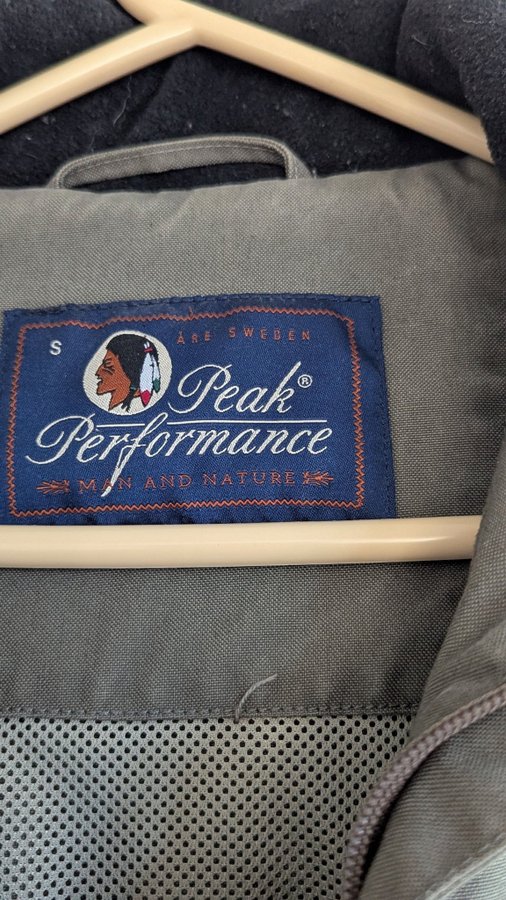 S
ÅRE SWEDEN
Peak®
Performance
MAN AND NATURE